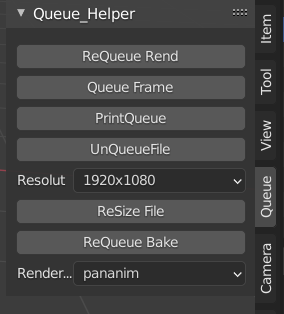 Queue_Helper
ReQueue Rend
Queue Frame
PrintQueue
UnQueueFile
Resolut 1920x1080
ReSize File
ReQueue Bake
Render... pananim
Item
Tool
View
Queue
Camera